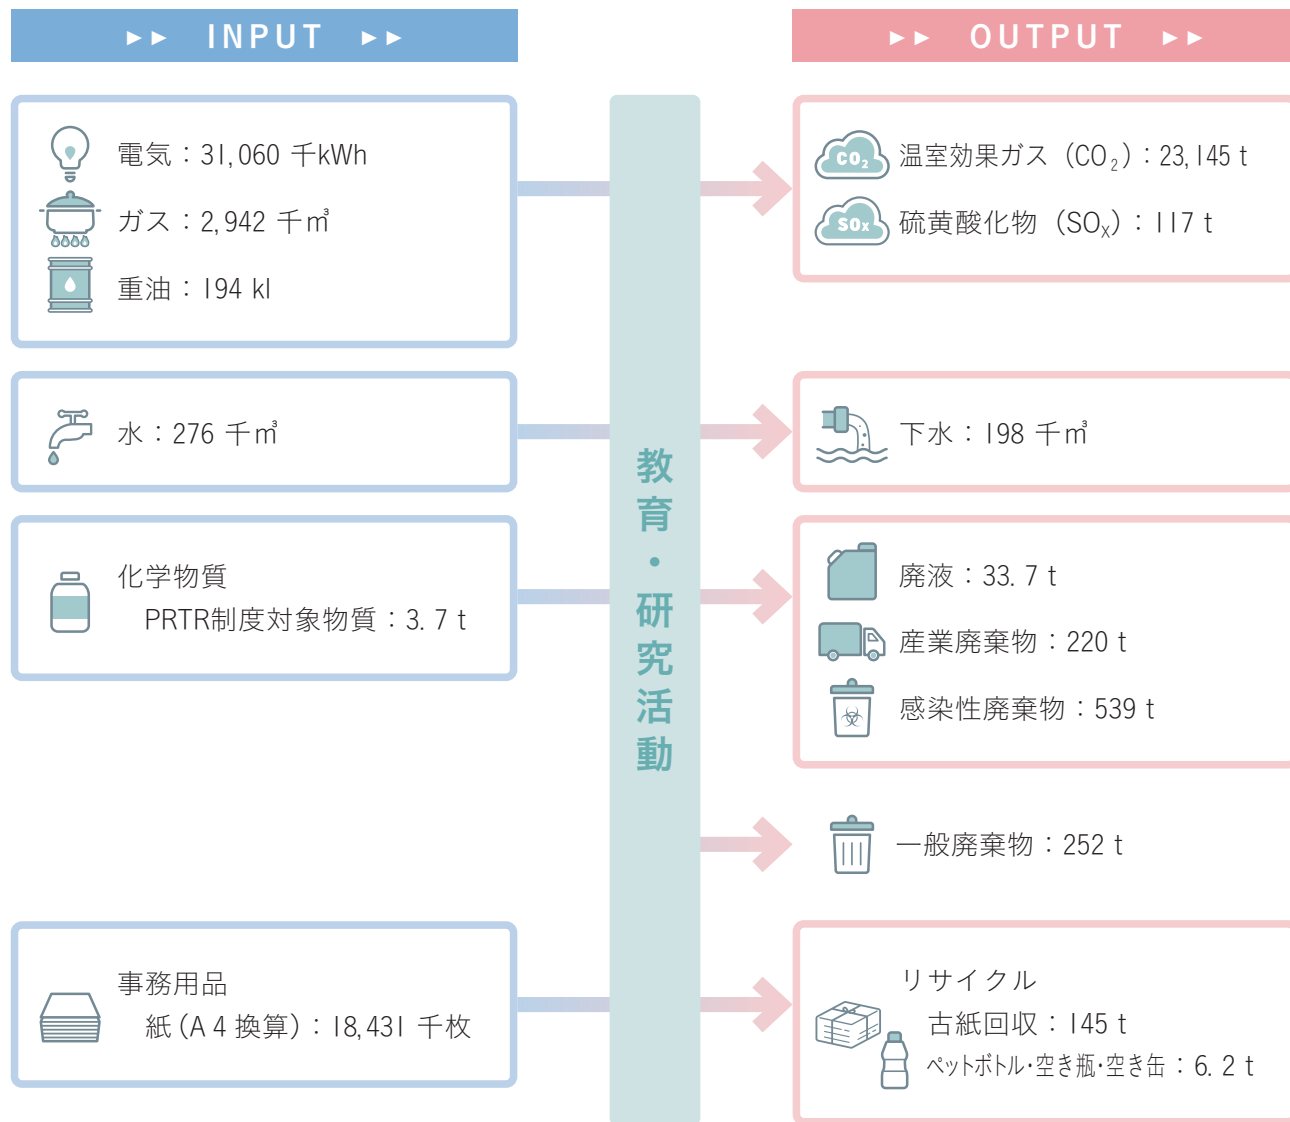 ▶▶ INPUT ▶▶
電気：31,060 千kWh
ガス：2,942 千㎥
重油：194 kl
水：276 千㎥
化学物質
PRTR制度対象物質：3.7 t
事務用品
紙（A4換算）：18,431 千枚
教育・研究活動
▶▶ OUTPUT ▶▶
CO₂
温室効果ガス（CO₂）：23,145 t
SOx
硫黄酸化物（SOx）：117 t
下水：198 千㎥
廃液：33.7 t
産業廃棄物：220 t
感染性廃棄物：539 t
一般廃棄物：252 t
リサイクル
古紙回収：145 t
ペットボトル・空き瓶・空き缶：6.2 t